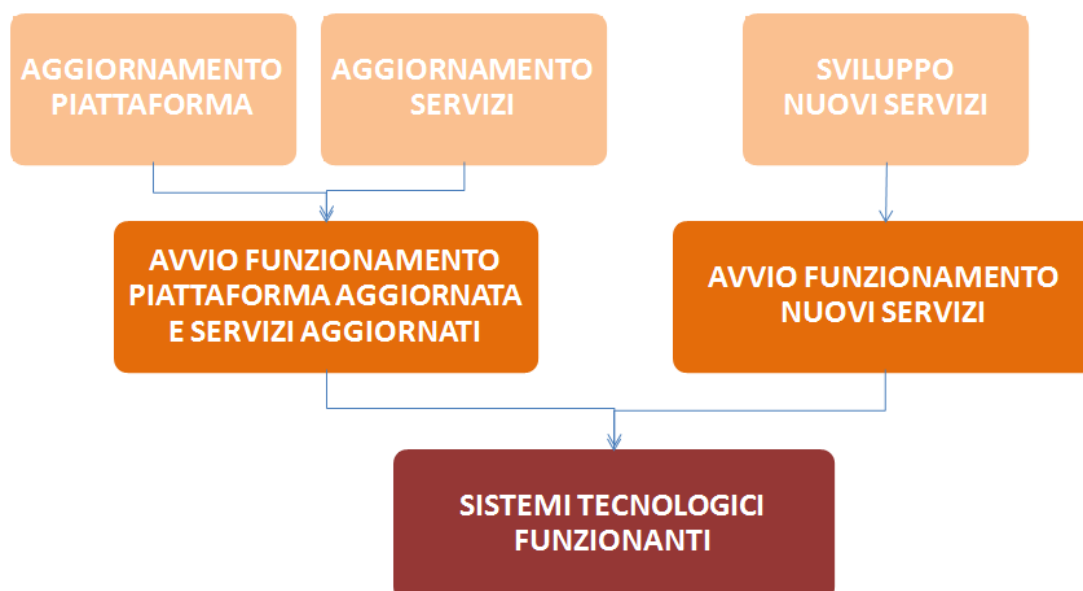 AGGIORNAMENTO
PIATTAFORMA
AGGIORNAMENTO
SERVIZI
SVILUPPO
NUOVI SERVIZI
AVVIO FUNZIONAMENTO
PIATTAFORMA AGGIORNATA
E SERVIZI AGGIORNATI
AVVIO FUNZIONAMENTO
NUOVI SERVIZI
SISTEMI TECNOLOGICI
FUNZIONANTI